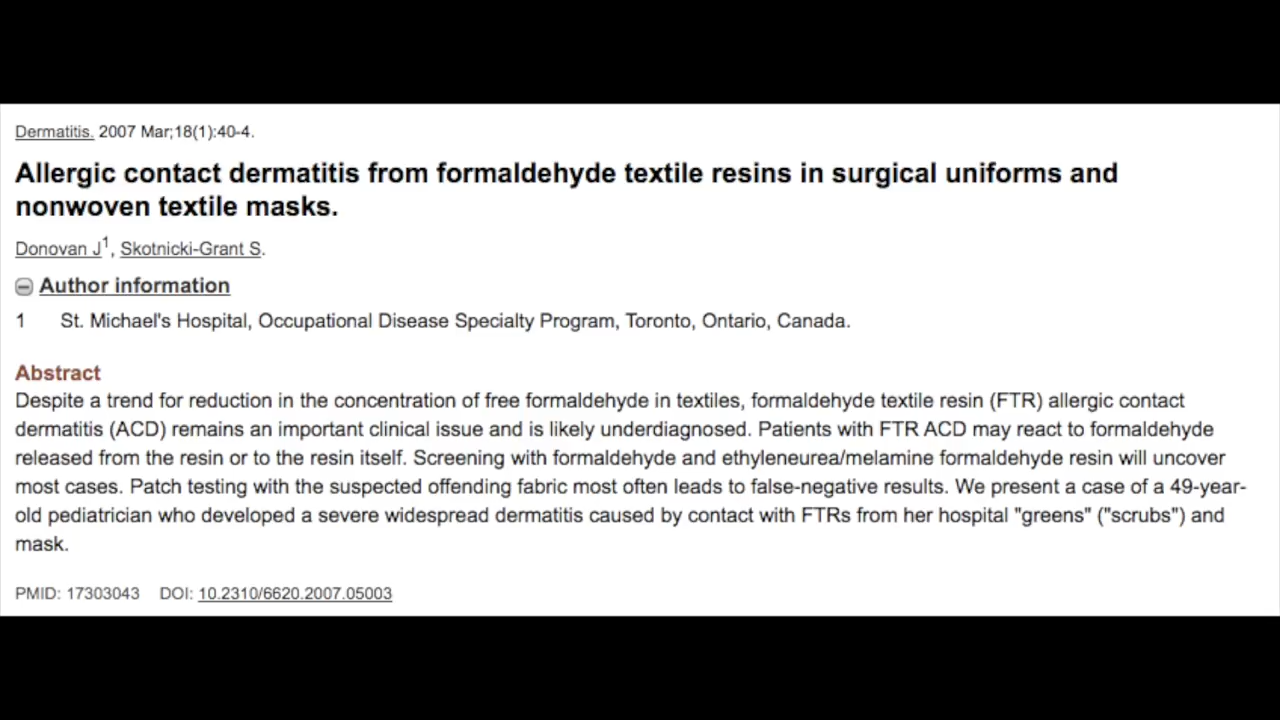 Dermatitis. 2007 Mar;18(1):40-4.
Allergic contact dermatitis from formaldehyde textile resins in surgical uniforms and
nonwoven textile masks.
Donovan J1, Skotnicki-Grant S.
Author information
1 St. Michael's Hospital, Occupational Disease Specialty Program, Toronto, Ontario, Canada.
Abstract
Despite a trend for reduction in the concentration of free formaldehyde in textiles, formaldehyde textile resin (FTR) allergic contact
dermatitis (ACD) remains an important clinical issue and is likely underdiagnosed. Patients with FTR ACD may react to formaldehyde
released from the resin or to the resin itself. Screening with formaldehyde and ethyleneurea/melamine formaldehyde resin will uncover
most cases. Patch testing with the suspected offending fabric most often leads to false-negative results. We present a case of a 49-year-
old pediatrician who developed a severe widespread dermatitis caused by contact with FTRs from her hospital "greens" ("scrubs") and
mask.
PMID: 17303043 DOI: 10.2310/6620.2007.05003